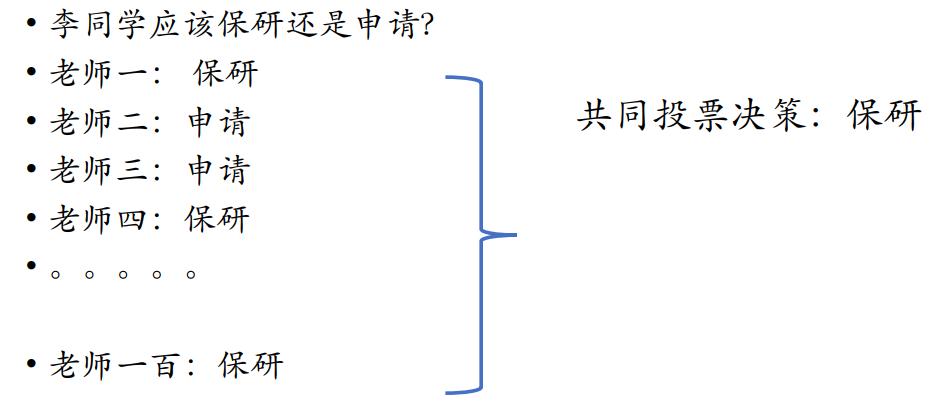 • 李同学应该保研还是申请?
• 老师一： 保研
• 老师二：申请
• 老师三：申请
• 老师四：保研
• 。。。。。
• 老师一百：保研
共同投票决策：保研